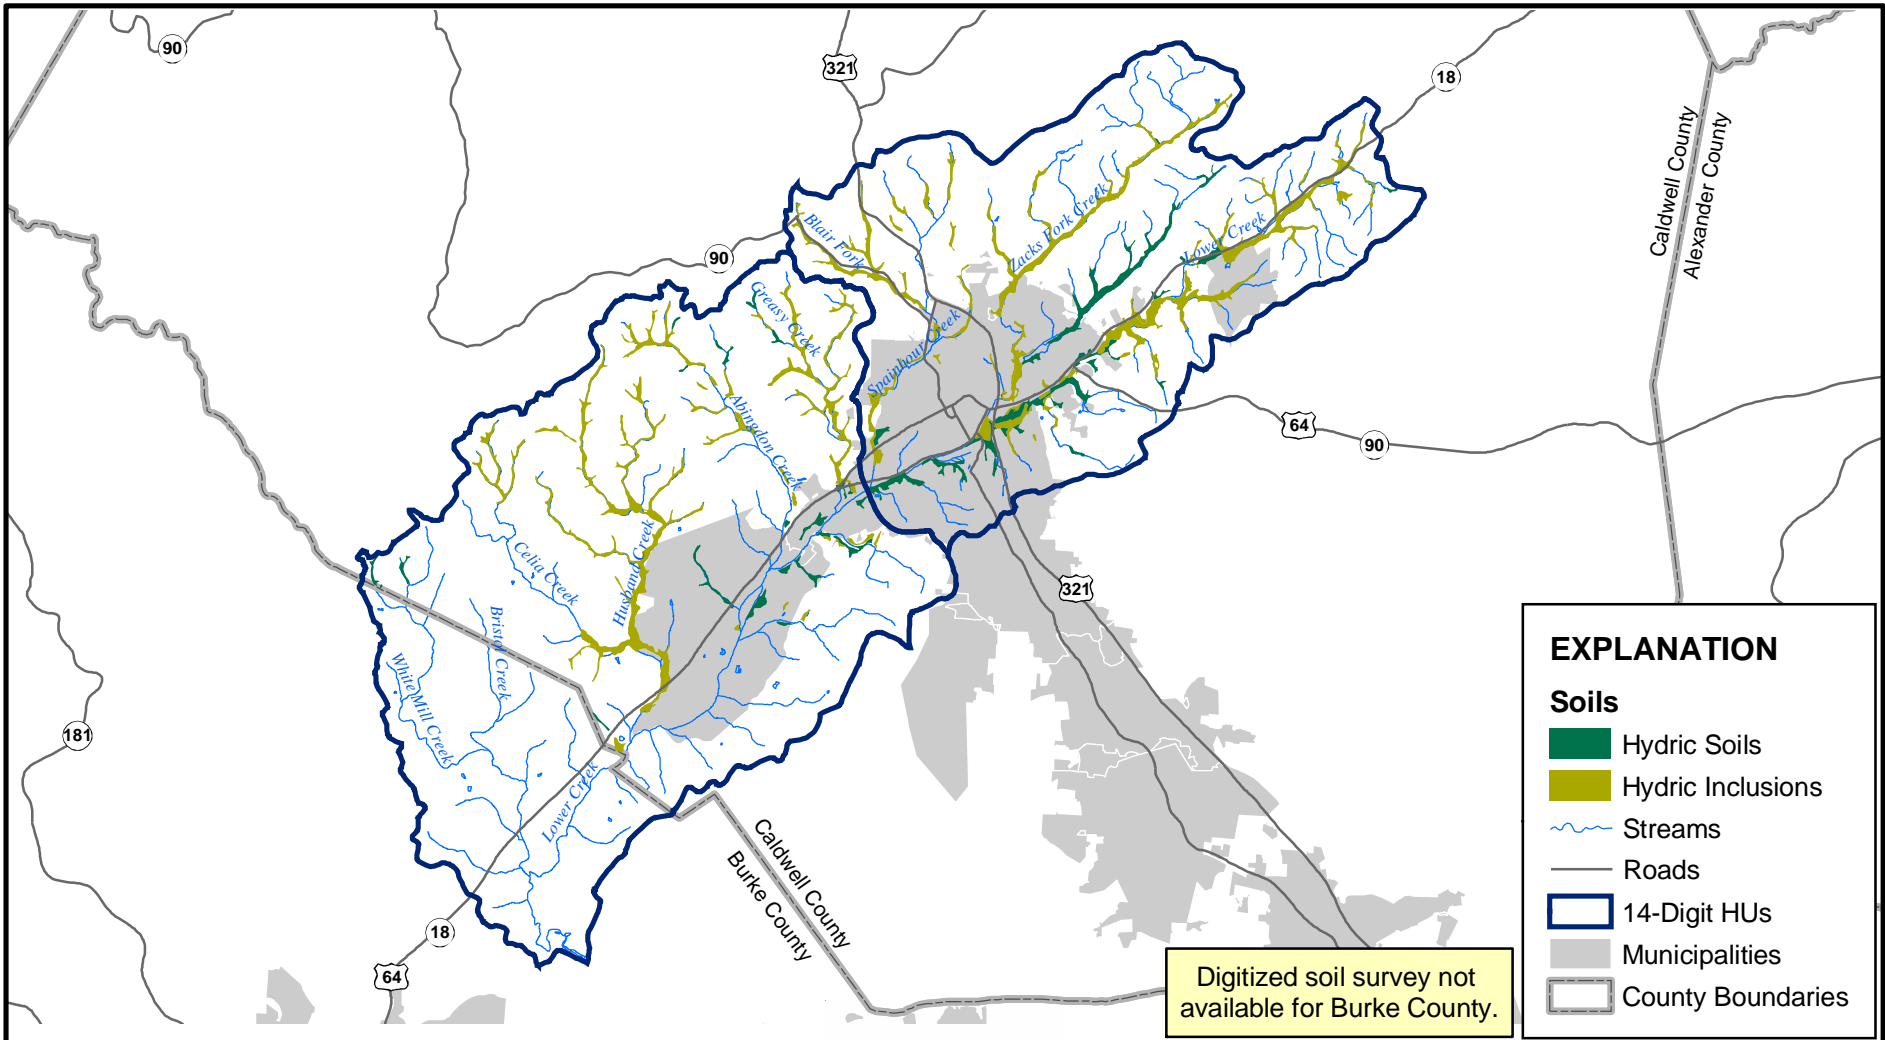 90
321
18
Caldwell County
Alexander County
90
Blair Fork
Zacks Fork Creek
Lower Creek
Greasy Creek
Spainhour Creek
Abingdon Creek
64
90
Celia Creek
Husband Creek
Bristol Creek
White Mill Creek
321
181
Lower Creek
Caldwell County
Burke County
18
64
EXPLANATION
Soils
Hydric Soils
Hydric Inclusions
Streams
Roads
14-Digit HUs
Municipalities
County Boundaries
Digitized soil survey not
available for Burke County.